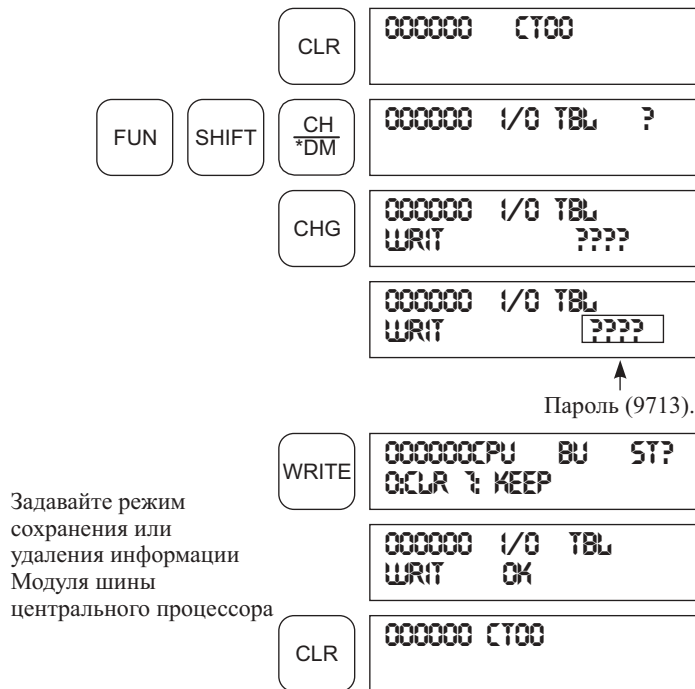 CLR
000000 CT00
FUN
SHIFT
CH
*DM
000000 I/O TBL ?
CHG
000000 I/O TBL
WRIT ????
000000 I/O TBL
WRIT ????
Пароль (9713).
WRITE
000000CPU BU ST?
0:CLR 1: KEEP
Задавайте режим
сохранения или
удаления информации
Модуля шины
центрального процессора
000000 I/O TBL
WRIT OK
CLR
000000 CT00